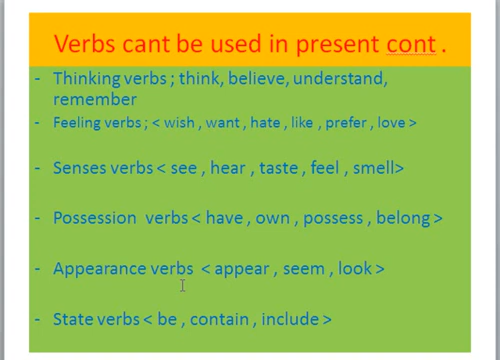 Verbs cant be used in present cont .
- Thinking verbs ; think, believe, understand,
remember
- Feeling verbs ; < wish , want , hate , like , prefer , love >
- Senses verbs < see , hear , taste , feel , smell>
- Possession verbs < have , own , possess , belong >
- Appearance verbs < appear , seem , look >
- State verbs < be , contain , include >